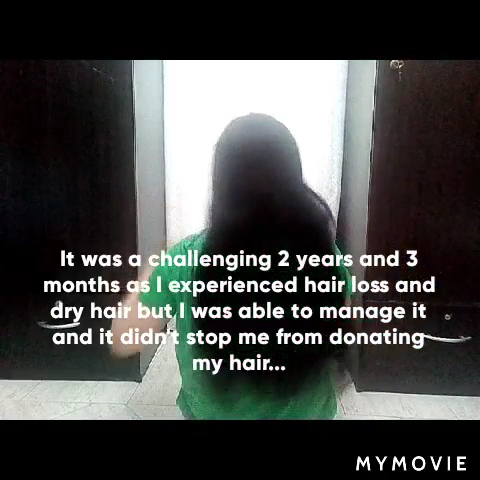 It was a challenging 2 years and 3
months as I experienced hair loss and
dry hair but,I was able to manage it
and it didn't stop me from donating
my hair...
MYMOVIE